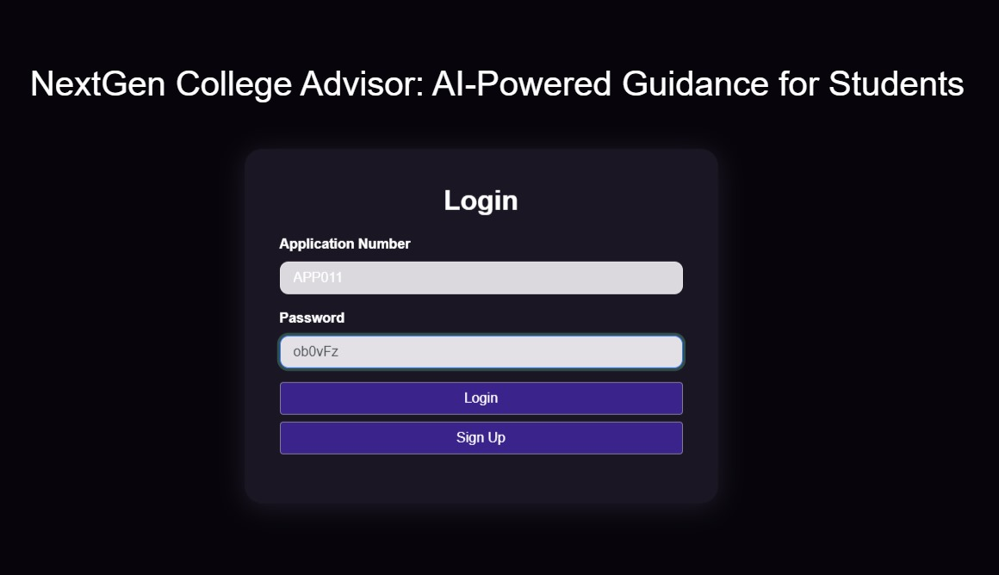 NextGen College Advisor: AI-Powered Guidance for Students
Login
Application Number
APP011
Password
ob0vFz
Login
Sign Up